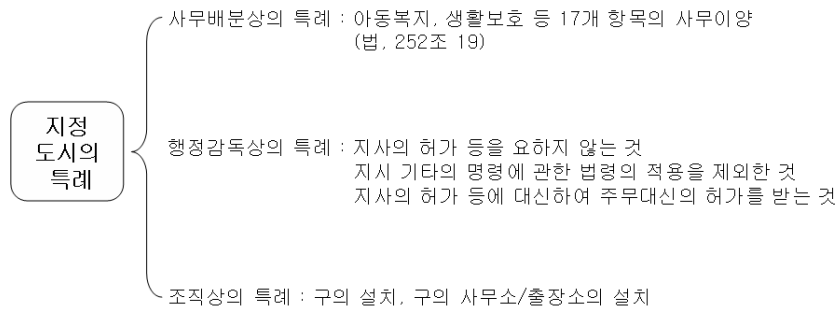 사무배분상의 특례 : 아동복지, 생활보호 등 17개 항목의 사무이양
(법, 252조 19)
지정
도시의
특례
행정감독상의 특례 : 지사의 허가 등을 요하지 않는 것
지시 기타의 명령에 관한 법령의 적용을 제외한 것
지사의 허가 등에 대신하여 주무대신의 허가를 받는 것
조직상의 특례 : 구의 설치, 구의 사무소/출장소의 설치